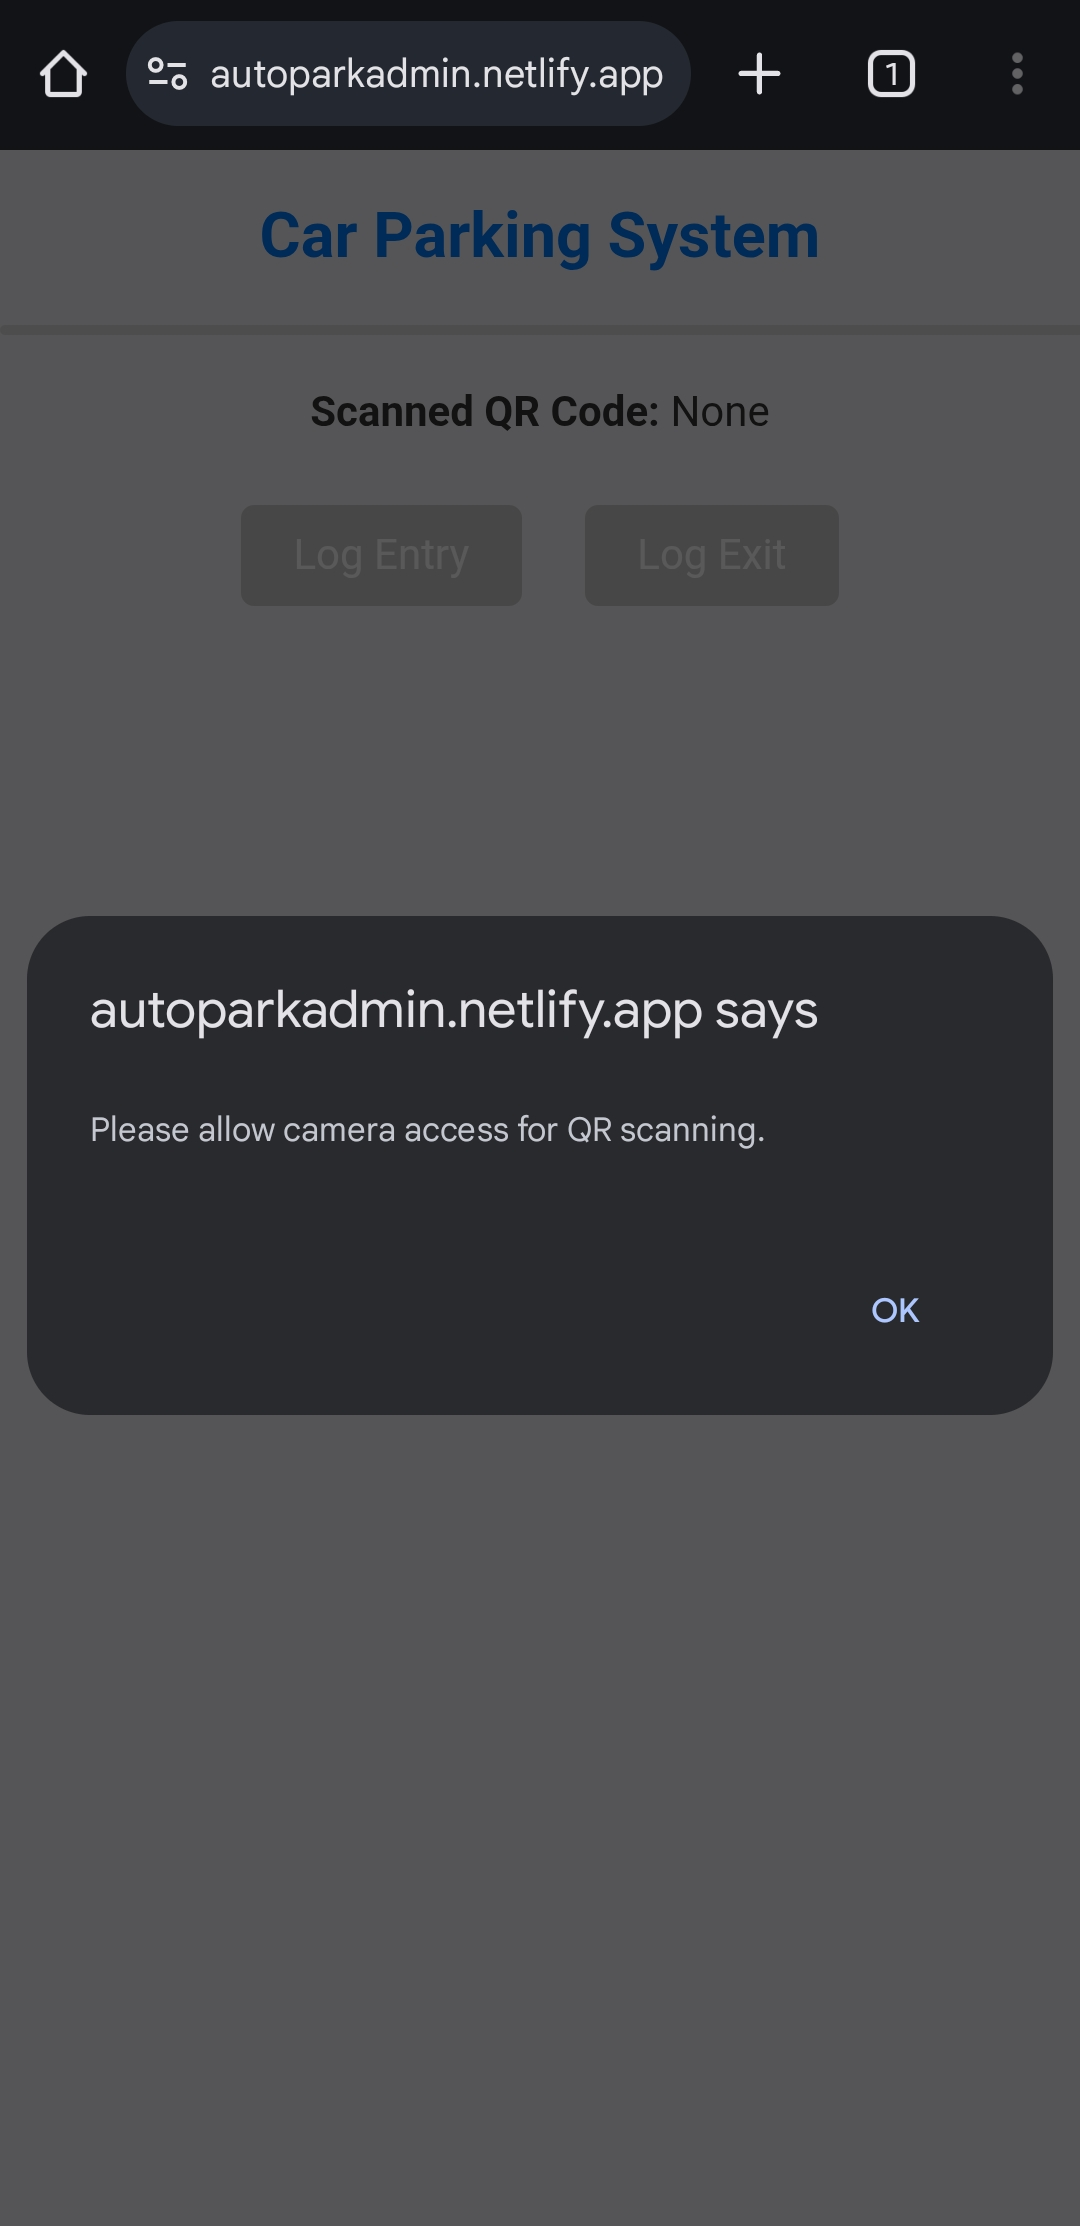 autoparkadmin.netlify.app
1
Car Parking System
Scanned QR Code: None
Log Entry
Log Exit
autoparkadmin.netlify.app says
Please allow camera access for QR scanning.
OK